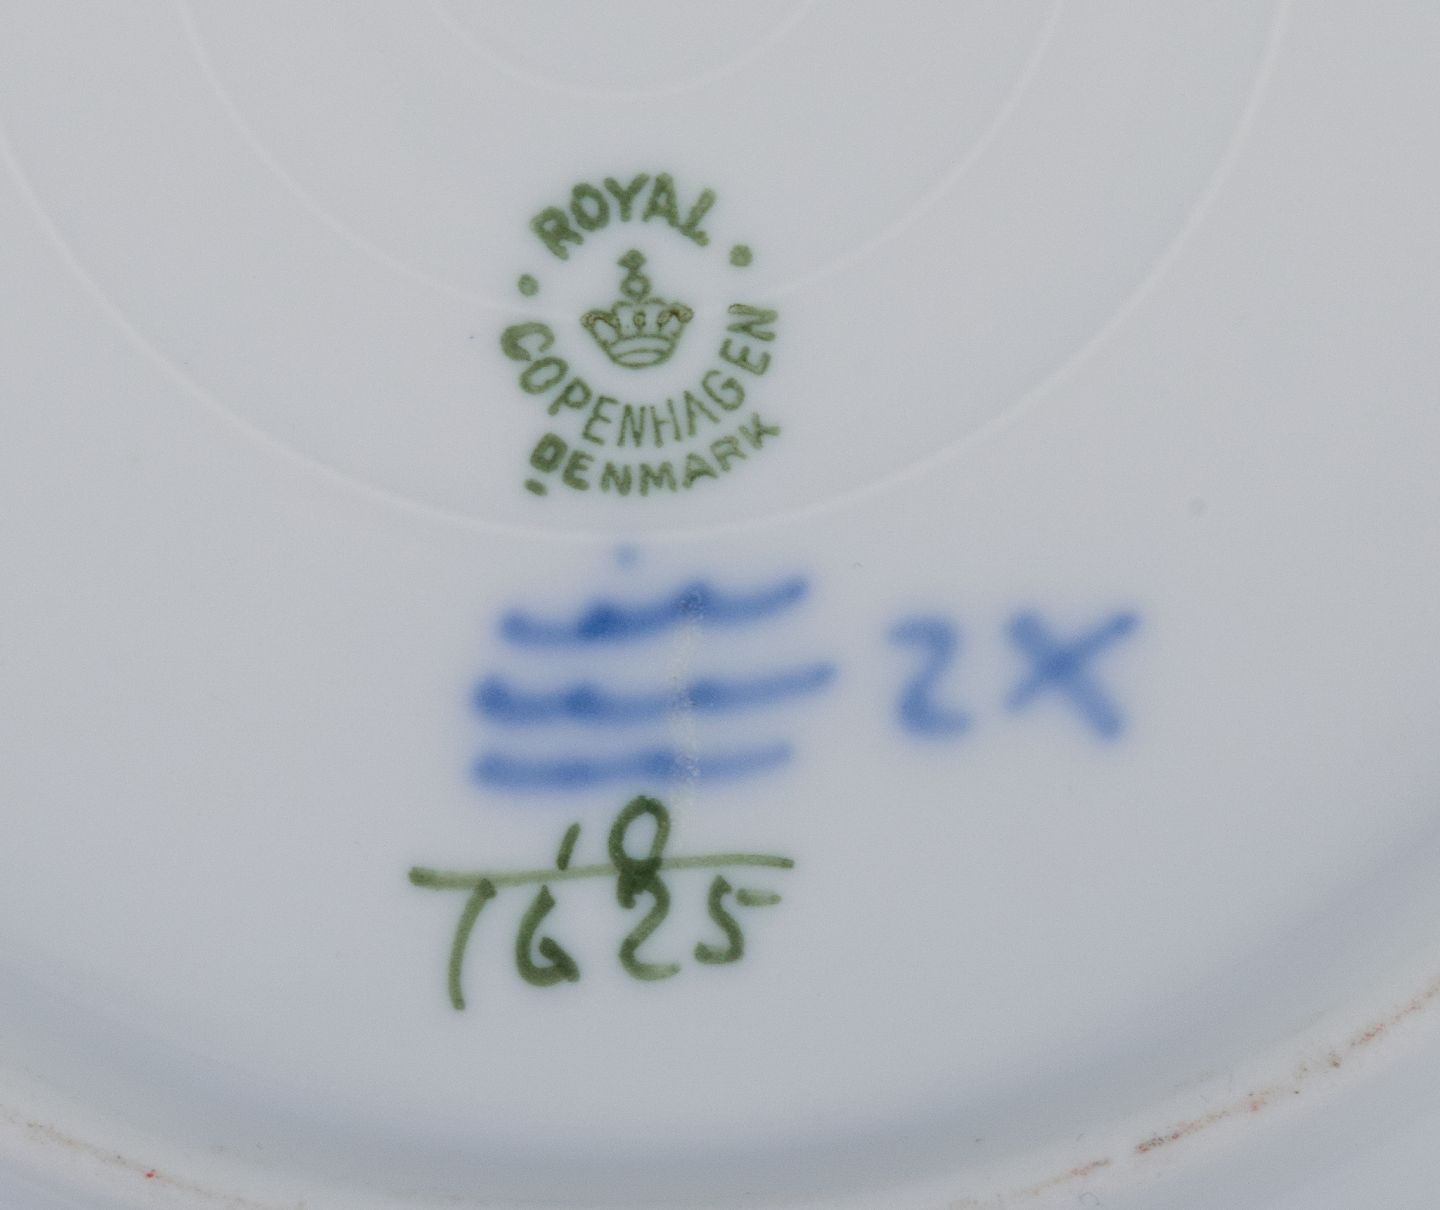 ROYAL
COPENHAGEN
DENMARK
2X
18
1625